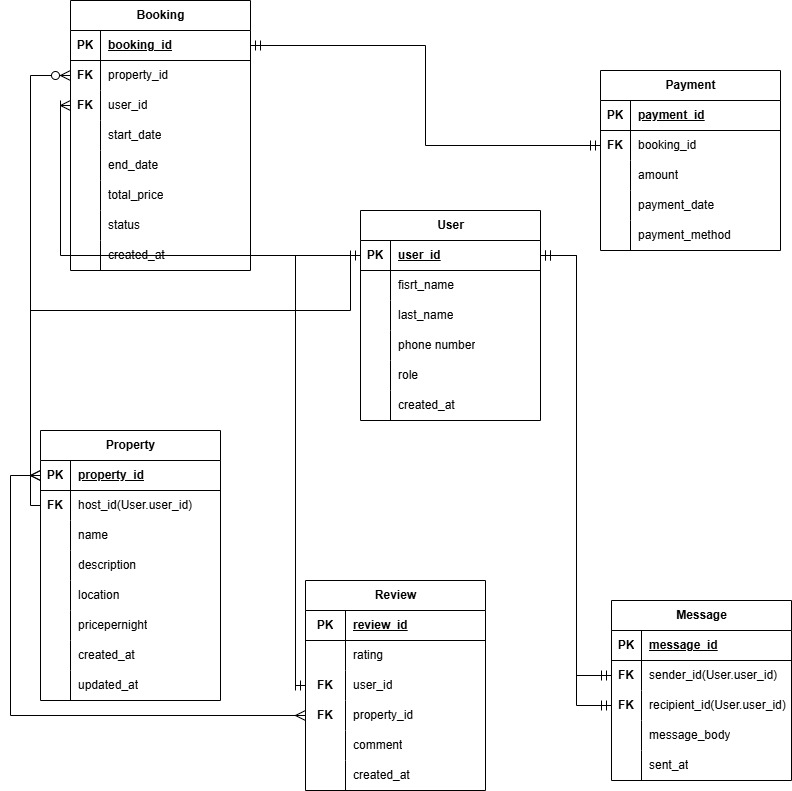 Booking
PK booking_id
FK property_id
FK user_id
start_date
end_date
total_price
status
created_at
Payment
PK payment_id
FK booking_id
amount
payment_date
payment_method
User
PK user_id
fisrt_name
last_name
phone number
role
created_at
Property
PK property_id
FK host_id(User.user_id)
name
description
location
pricepernight
created_at
updated_at
Review
PK review_id
rating
FK user_id
FK property_id
comment
created_at
Message
PK message_id
FK sender_id(User.user_id)
FK recipient_id(User.user_id)
message_body
sent_at